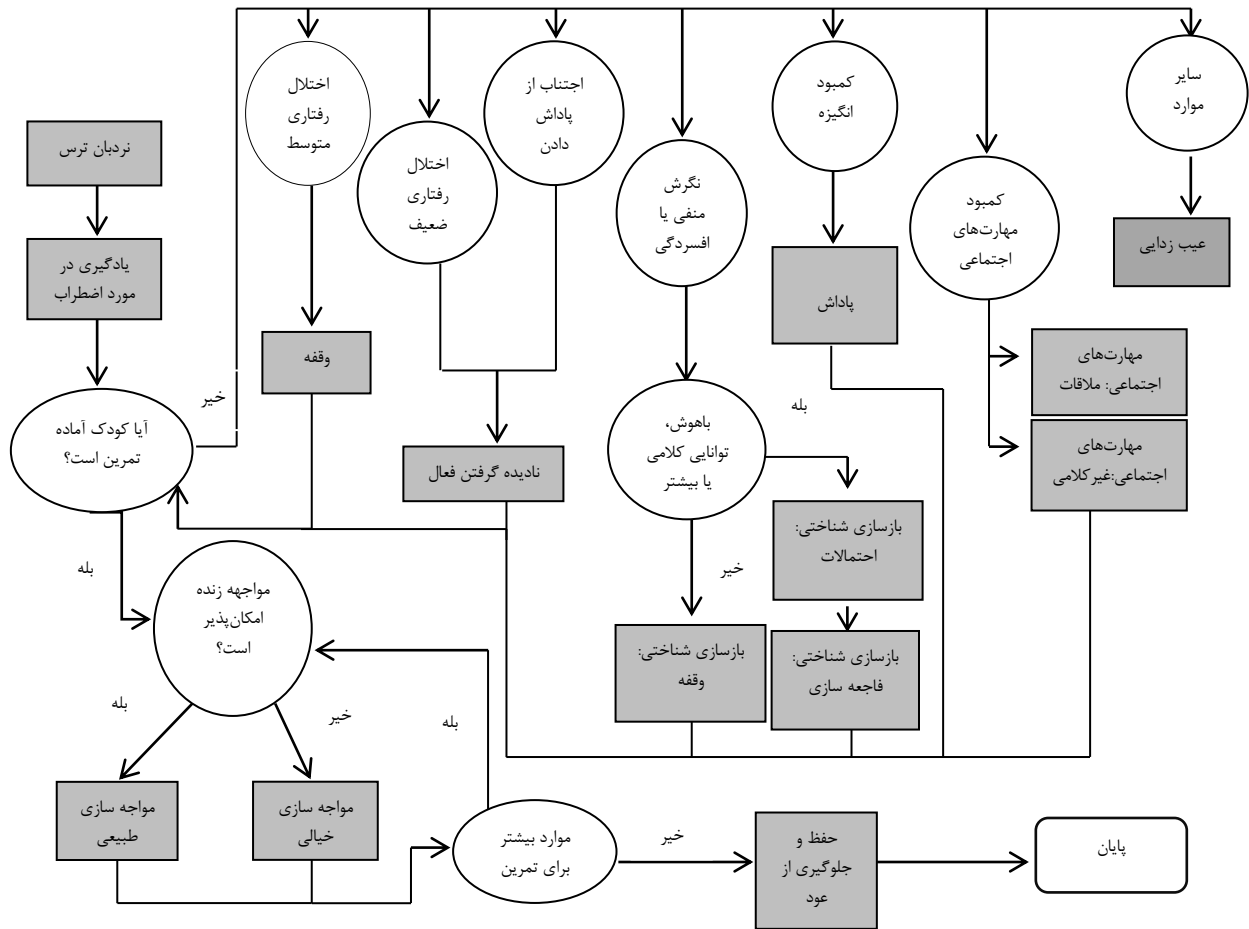 نردبان ترس
یادگیری در
مورد اضطراب
آیا کودک آماده
تمرین است؟
خیر
بله
اختلال
رفتاری
متوسط
وقفه
اختلال
رفتاری
ضعیف
اجتناب از
پاداش
دادن
نادیده گرفتن فعال
نگرش
منفی یا
افسردگی
باهوش،
توانایی کلامی
یا بیشتر
بله
خیر
بازسازی شناختی:
احتمالات
بازسازی شناختی:
فاجعه سازی
بازسازی شناختی:
وقفه
کمبود
انگیزه
پاداش
کمبود
مهارت‌های
اجتماعی
مهارت‌های
اجتماعی: ملاقات
مهارت‌های
اجتماعی:غیرکلامی
سایر
موارد
عیب زدایی
مواجهه زنده
امکان‌پذیر
است؟
بله
خیر
مواجه سازی
طبیعی
مواجه سازی
خیالی
موارد بیشتر
برای تمرین
بله
خیر
حفظ و
جلوگیری از
عود
پایان